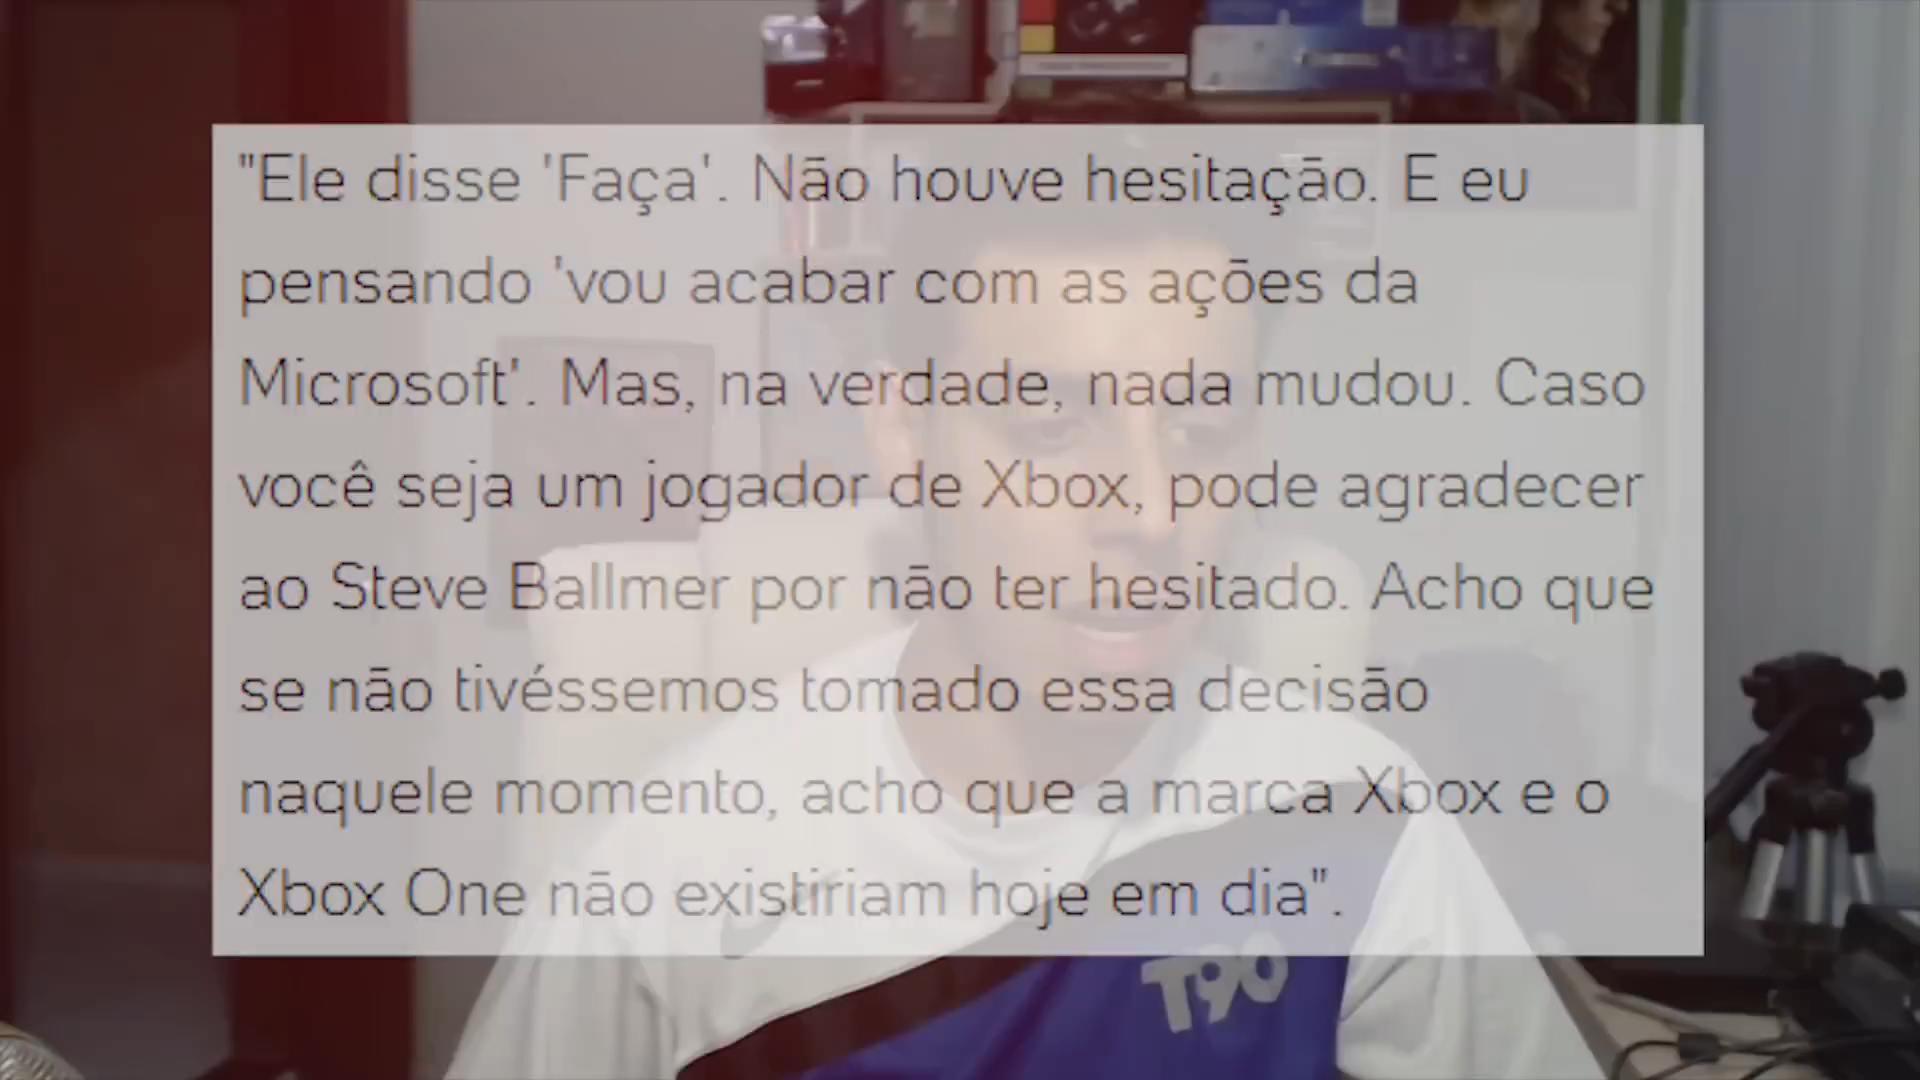 "Ele disse 'Faça'. Não houve hesitação. E eu
pensando 'vou acabar com as ações da
Microsoft'. Mas, na verdade, nada mudou. Caso
você seja um jogador de Xbox, pode agradecer
ao Steve Ballmer por não ter hesitado. Acho que
se não tivéssemos tomado essa decisão
naquele momento, acho que a marca Xbox e o
Xbox One não existiriam hoje em dia".
T90